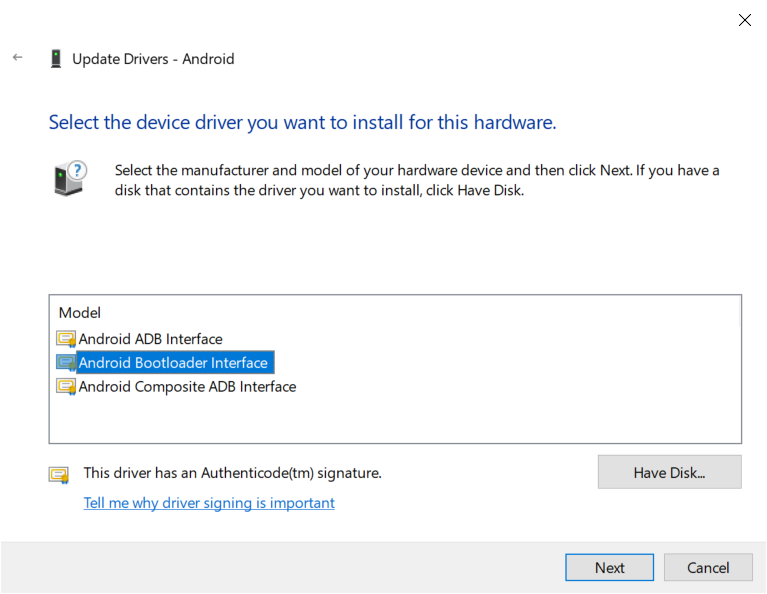 Update Drivers - Android
Select the device driver you want to install for this hardware.
Select the manufacturer and model of your hardware device and then click Next. If you have a
disk that contains the driver you want to install, click Have Disk.
Model
Android ADB Interface
Android Bootloader Interface
Android Composite ADB Interface
This driver has an Authenticode(tm) signature.
Have Disk...
Tell me why driver signing is important
Next
Cancel